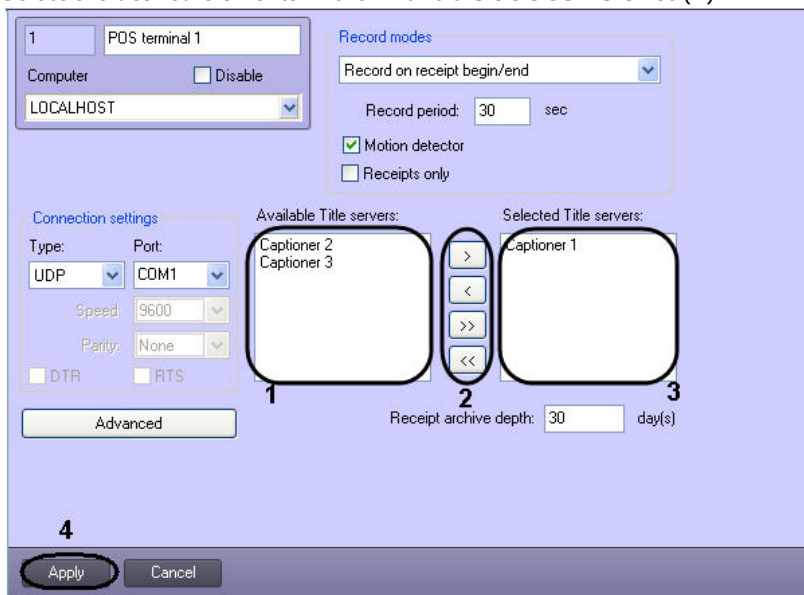 1 POS terminal 1
Computer Disable
LOCALHOST
Record modes
Record on receipt begin/end
Record period: 30 sec
Motion detector
Receipts only
Connection settings
Type: Port:
UDP COM1
Speed: 9600
Parity: None
DTR RTS
Advanced
Available Title servers:
Captioner 2
Captioner 3
1
>
<
>>
<<
2
Selected Title servers:
Captioner 1
3
Receipt archive depth: 30 day(s)
4
Apply Cancel